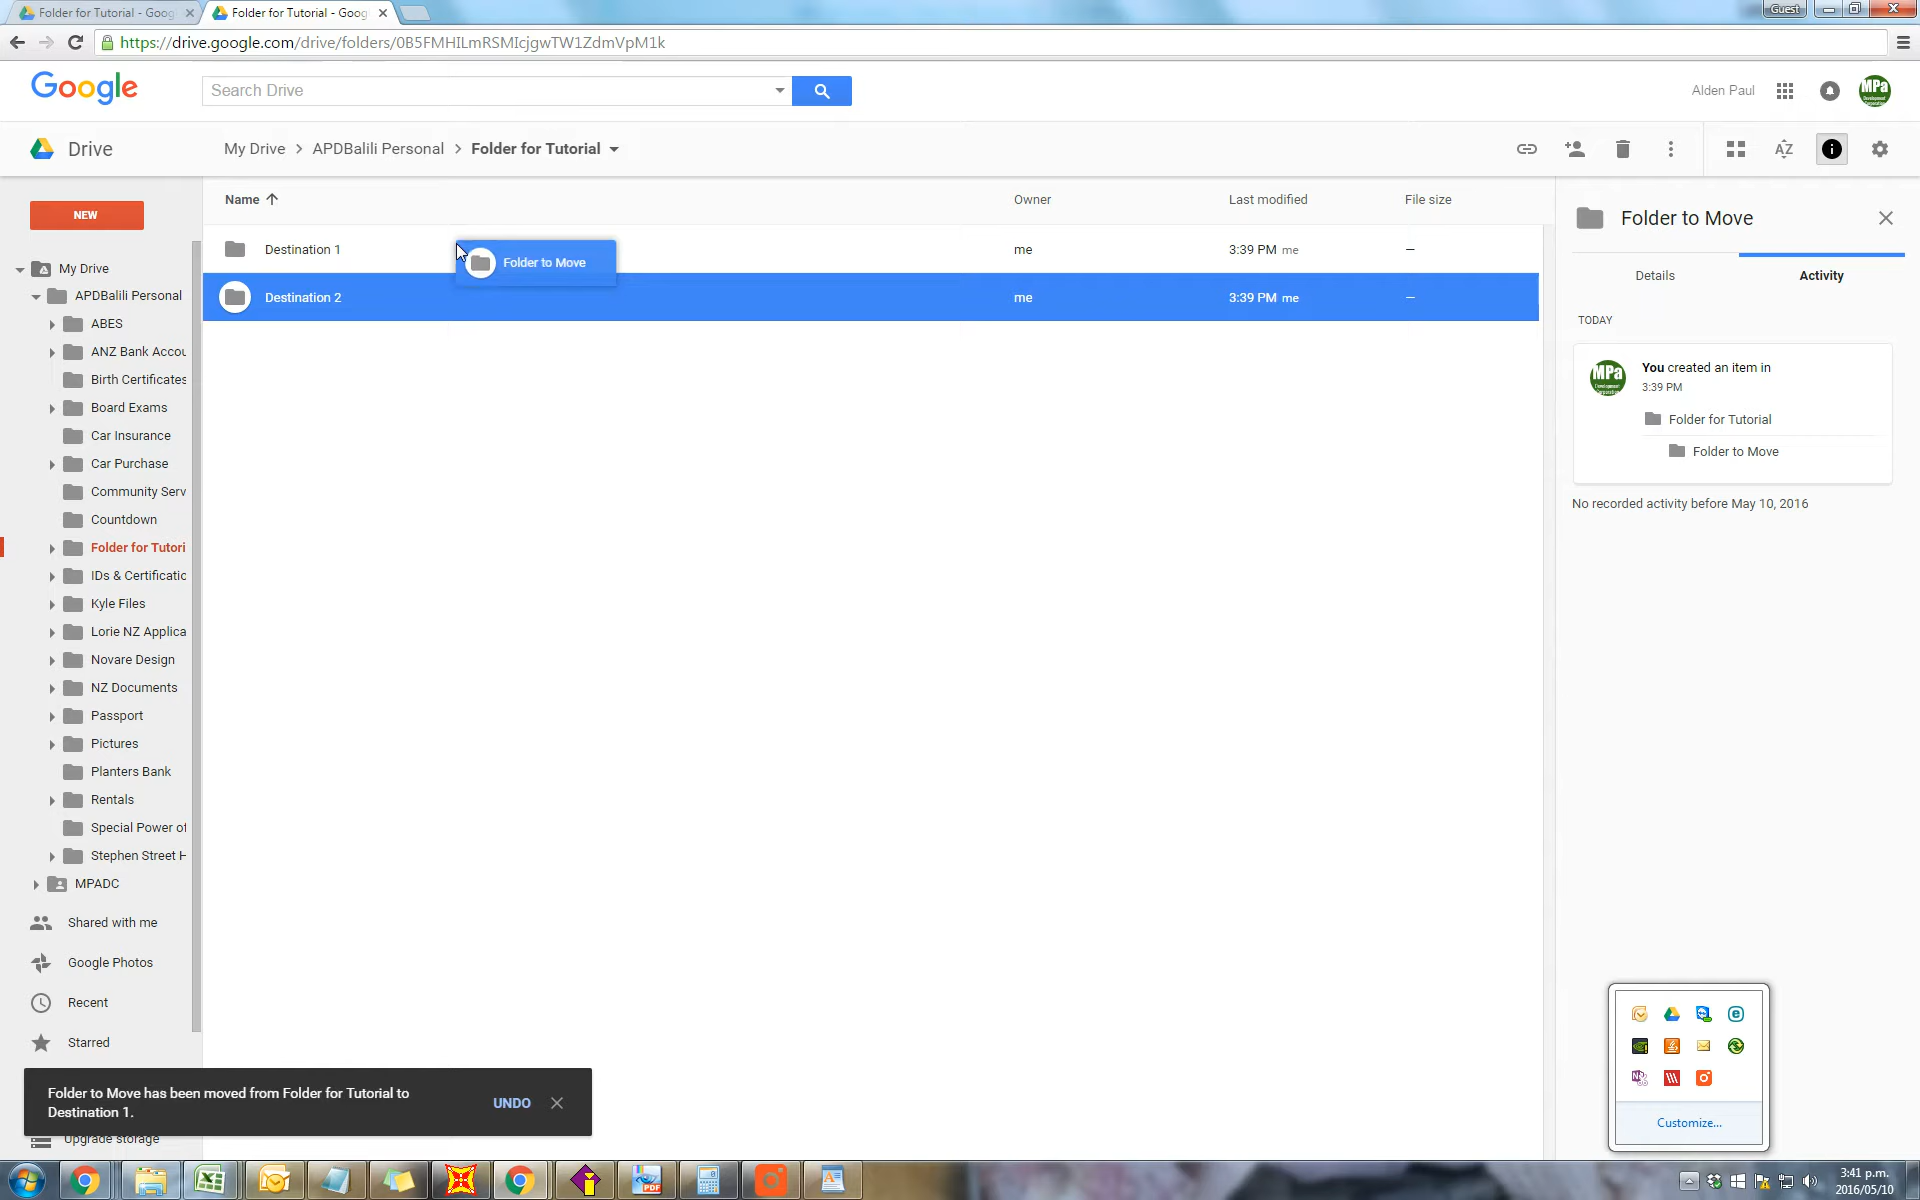 Folder for Tutorial - Goog
Folder for Tutorial - Goog
Guest
https://drive.google.com/drive/folders/0B5FMHILmRSMIcjgwTW1ZdmVpM1k
Google
Search Drive
Alden Paul
MPa
Drive
My Drive > APDBalili Personal > Folder for Tutorial
AZ
NEW
Name
Owner
Last modified
File size
Folder to Move
Destination 1
me
3:39 PM me
—
Folder to Move
Destination 2
me
3:39 PM me
—
Details
Activity
TODAY
MPa
You created an item in
3:39 PM
Folder for Tutorial
Folder to Move
No recorded activity before May 10, 2016
My Drive
APDBalili Personal
ABES
ANZ Bank Accou
Birth Certificates
Board Exams
Car Insurance
Car Purchase
Community Serv
Countdown
Folder for Tutori
IDs & Certificatio
Kyle Files
Lorie NZ Applica
Novare Design
NZ Documents
Passport
Pictures
Planters Bank
Rentals
Special Power of
Stephen Street H
MPADC
Shared with me
Google Photos
Recent
Starred
Folder to Move has been moved from Folder for Tutorial to
Destination 1.
UNDO
Upgrade storage
Customize...
PDF
3:41 p.m.
2016/05/10